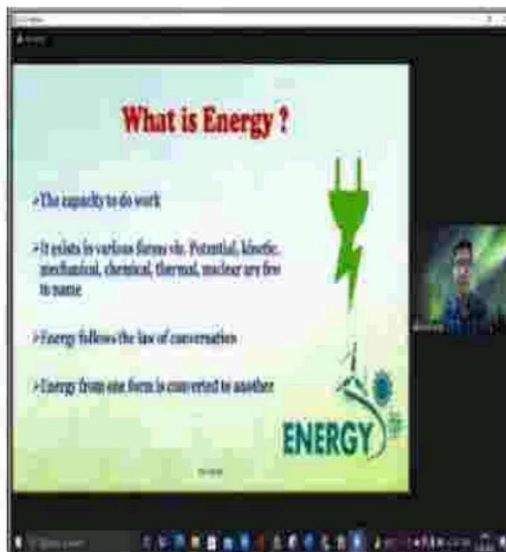 What is Energy ?
➢The capacity to do work
➢It exists in various forms viz. Potential, kinetic,
mechanical, chemical, thermal, nuclear are few
to name
➢Energy follows the law of conversation
➢Energy from one form is converted to another
ENERGY